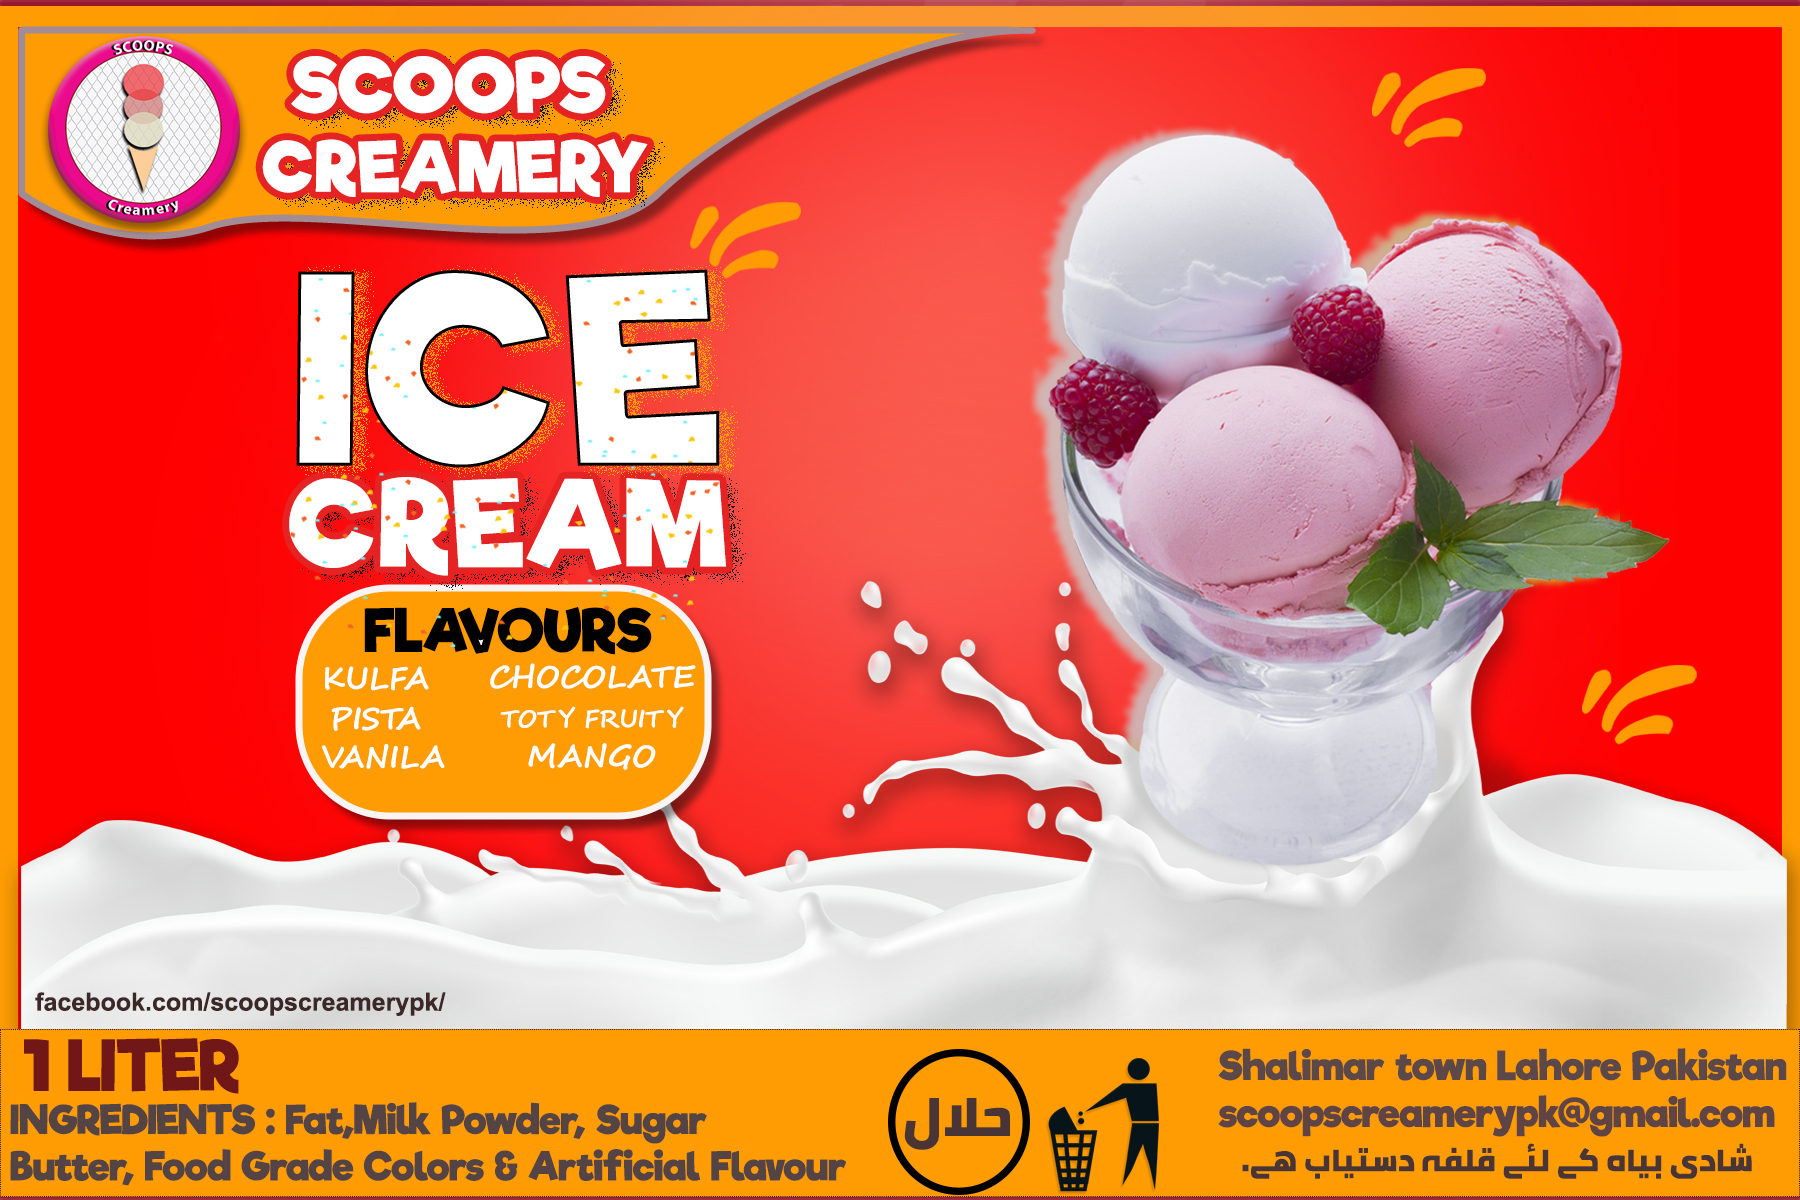 SCOOPS
Creamery
SCOOPS
CREAMERY
ICE
CREAM
FLAVOURS
KULFA CHOCOLATE
PISTA TOTY FRUITY
VANILA MANGO
facebook.com/scoopscreamerypk/
1 LITER
INGREDIENTS : Fat,Milk Powder, Sugar
Butter, Food Grade Colors & Artificial Flavour
حلال
Shalimar town Lahore Pakistan
scoopscreamerypk@gmail.com
شادی بیاہ کے لئے قلفہ دستیاب ھے.